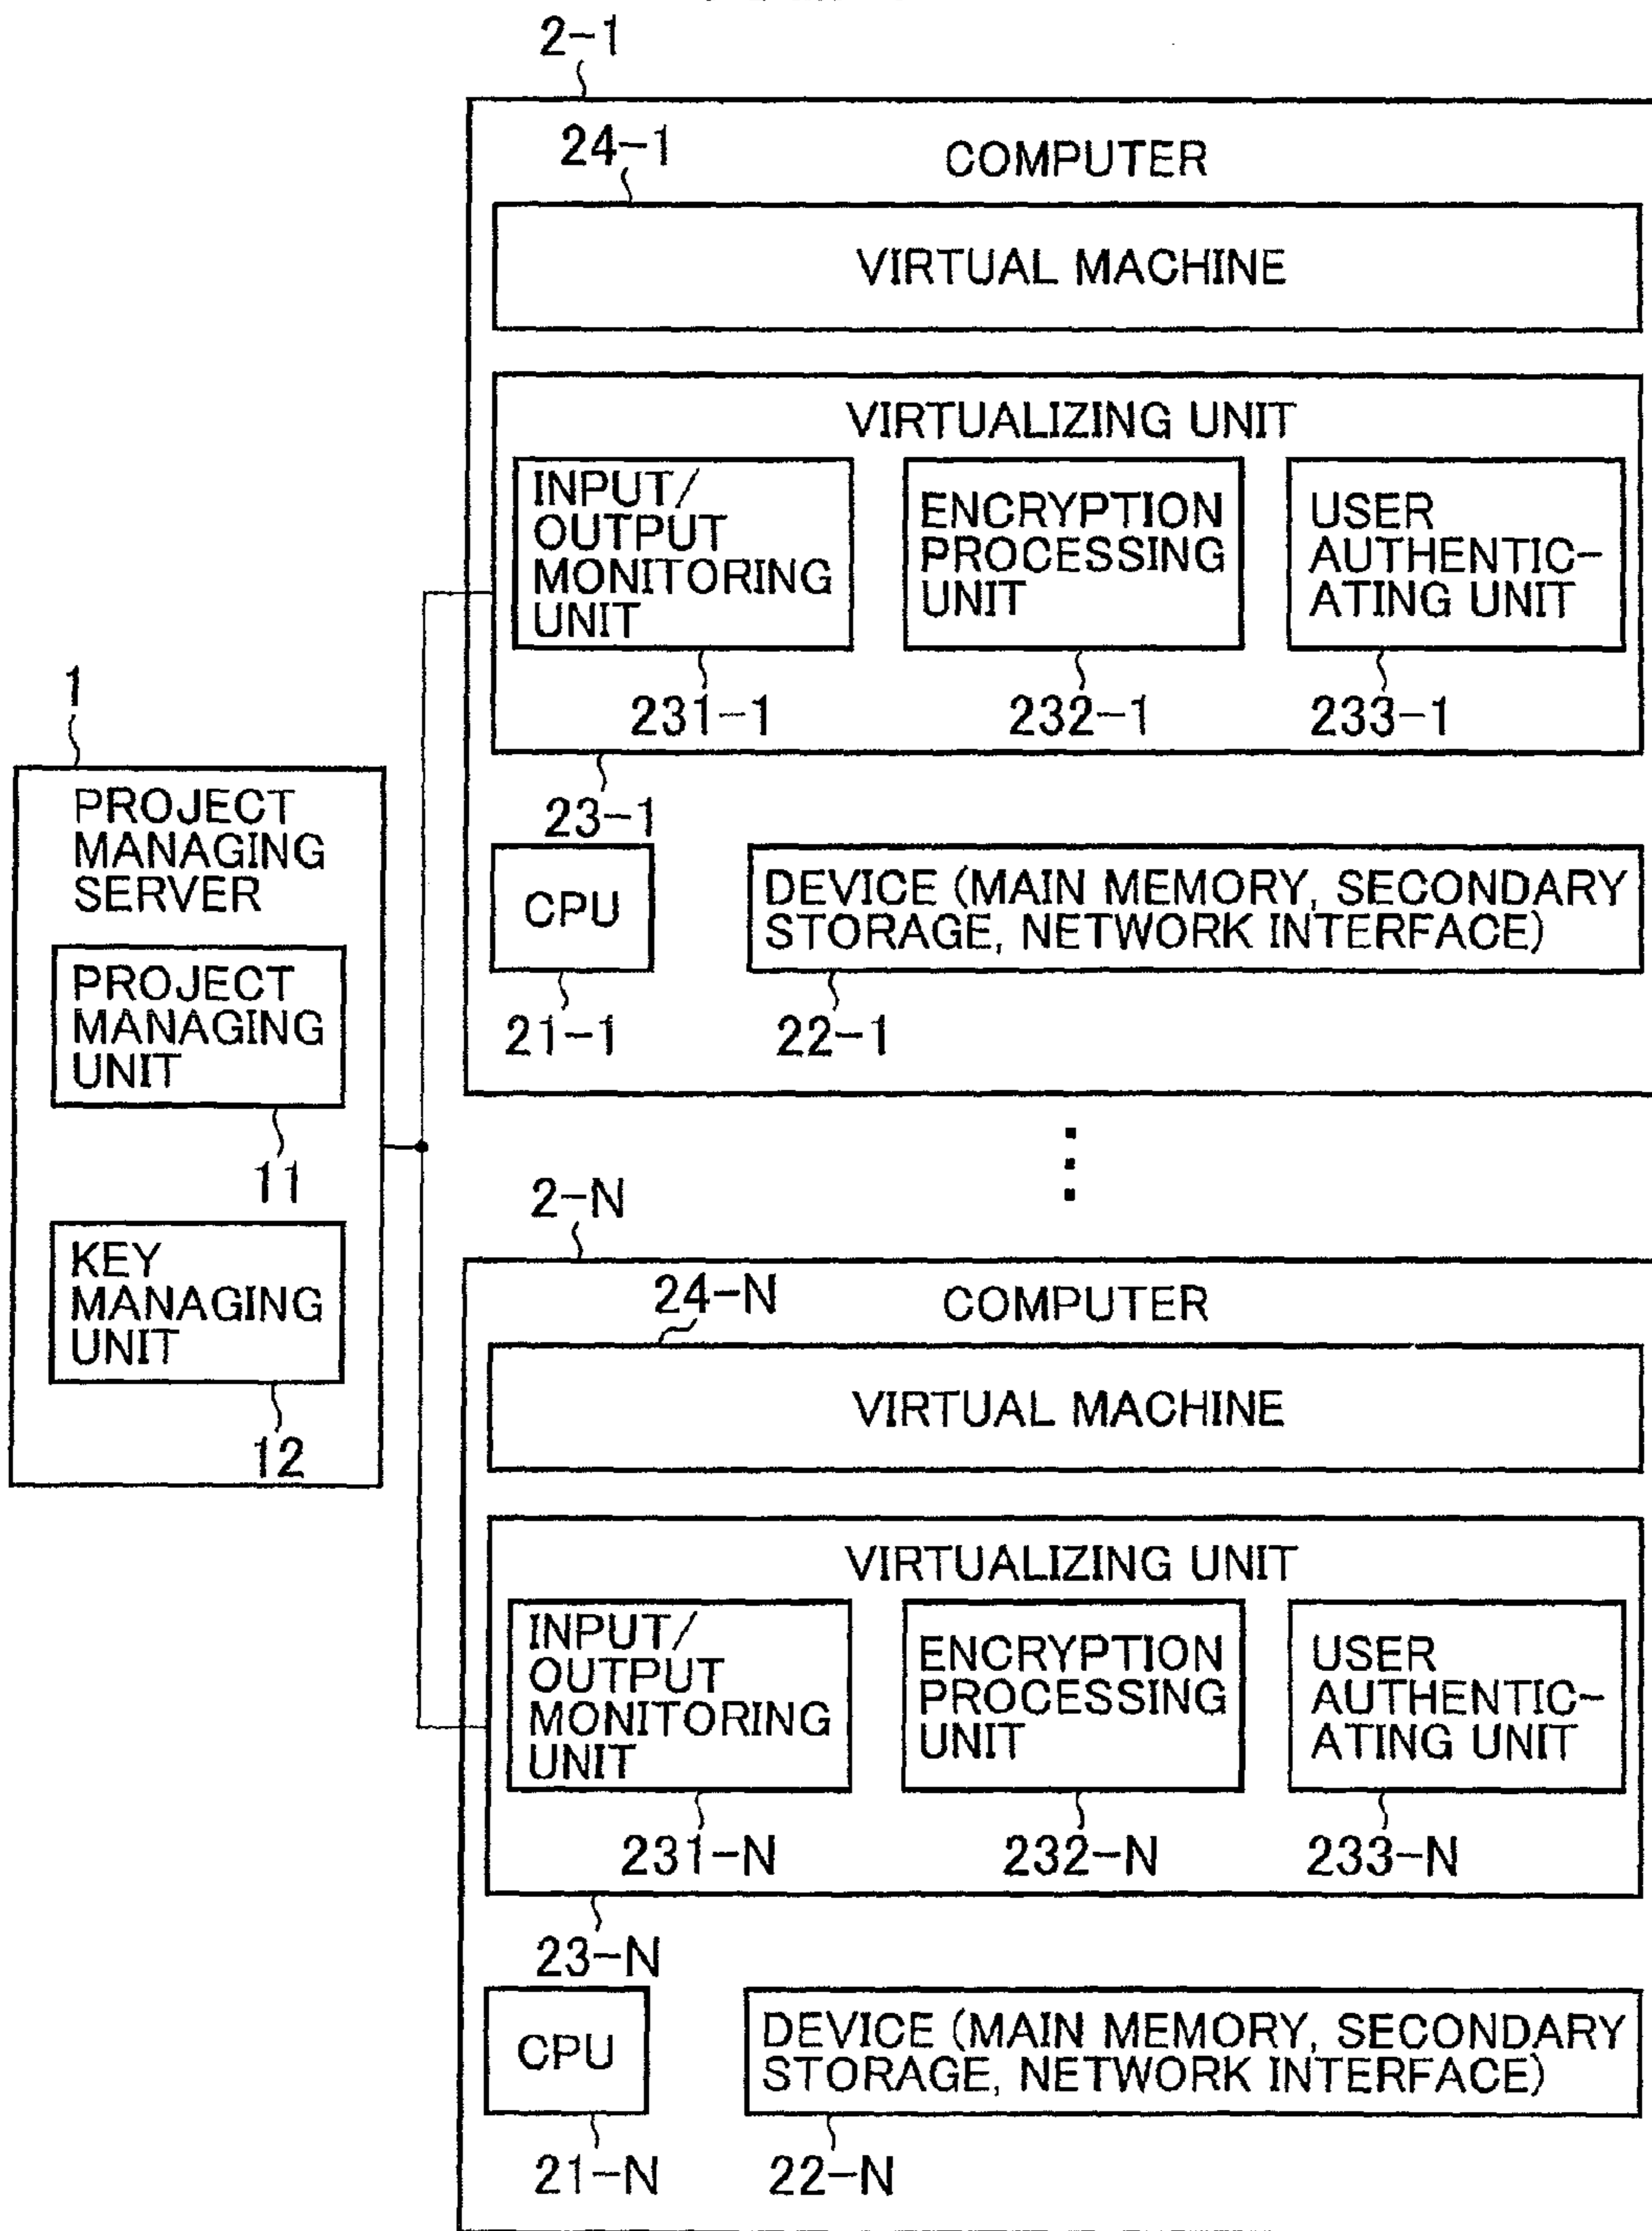 2-1
24-1
COMPUTER
VIRTUAL MACHINE
VIRTUALIZING UNIT
INPUT/
OUTPUT
MONITORING
UNIT
ENCRYPTION
PROCESSING
UNIT
USER
AUTHENTIC-
ATING UNIT
231-1
232-1
233-1
23-1
CPU
DEVICE (MAIN MEMORY, SECONDARY
STORAGE, NETWORK INTERFACE)
21-1
22-1
1
PROJECT
MANAGING
SERVER
PROJECT
MANAGING
UNIT
11
KEY
MANAGING
UNIT
12
2-N
24-N
COMPUTER
VIRTUAL MACHINE
VIRTUALIZING UNIT
INPUT/
OUTPUT
MONITORING
UNIT
ENCRYPTION
PROCESSING
UNIT
USER
AUTHENTIC-
ATING UNIT
231-N
232-N
233-N
23-N
CPU
DEVICE (MAIN MEMORY, SECONDARY
STORAGE, NETWORK INTERFACE)
21-N
22-N